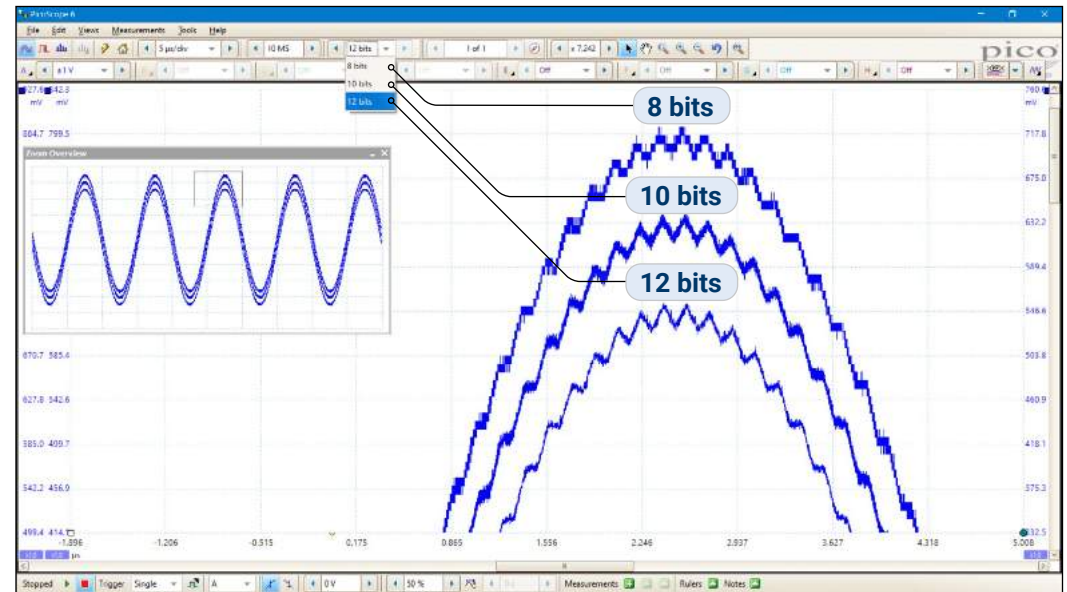 PicoScope 6
File Edit Views Measurements Tools Help
5 µs/div 10 MS 12 bits 1 of 1 x 7.242
pico
A ±1 V Off Off Off Off Off
8 bits
10 bits
12 bits
8 bits
10 bits
12 bits
mV mV
mV
799.5
717.8
Zoom Overview
675.0
632.2
589.4
546.6
670.7 585.4
503.8
627.8 542.6
460.9
585.0 499.7
418.1
542.2 456.9
375.3
-1.896 -1.206 -0.515 0.175 0.865 1.556 2.246 2.937 3.627 4.318 5.008
µs
Stopped Trigger Single A 0 V 50 % Measurements Rulers Notes